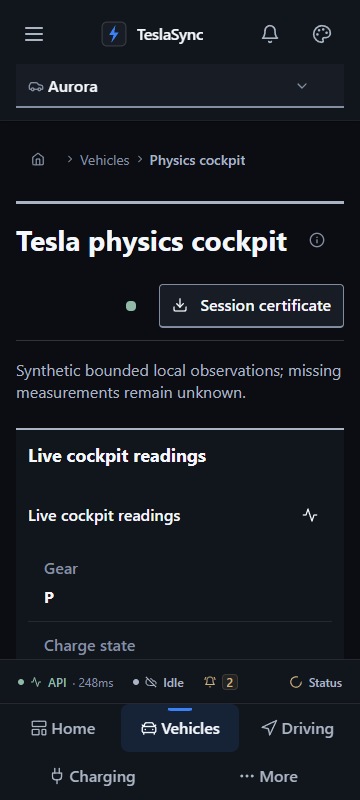 TeslaSync
Aurora
Vehicles
Physics cockpit
Tesla physics cockpit
Session certificate
Synthetic bounded local observations; missing
measurements remain unknown.
Live cockpit readings
Live cockpit readings
Gear
P
Charge state
API · 248ms
Idle
2
Status
Home
Vehicles
Driving
Charging
More